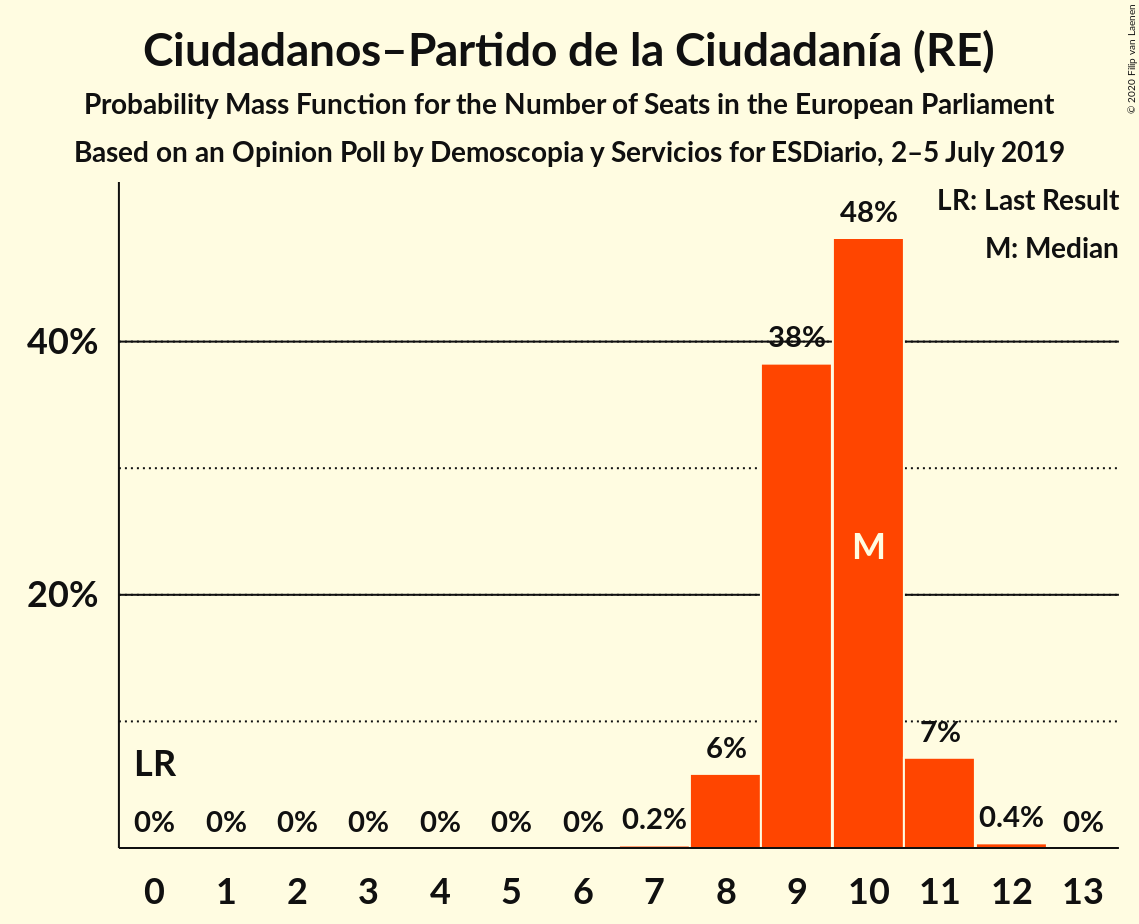 Ciudadanos–Partido de la Ciudadanía (RE)
Probability Mass Function for the Number of Seats in the European Parliament
Based on an Opinion Poll by Demoscopia y Servicios for ESDiario, 2–5 July 2019
© 2020 Filip van Laenen
LR: Last Result
M: Median
48%
40%
38%
M
20%
LR
6%
7%
0% 0% 0% 0% 0% 0% 0% 0.2% 0.4% 0%
0 1 2 3 4 5 6 7 8 9 10 11 12 13